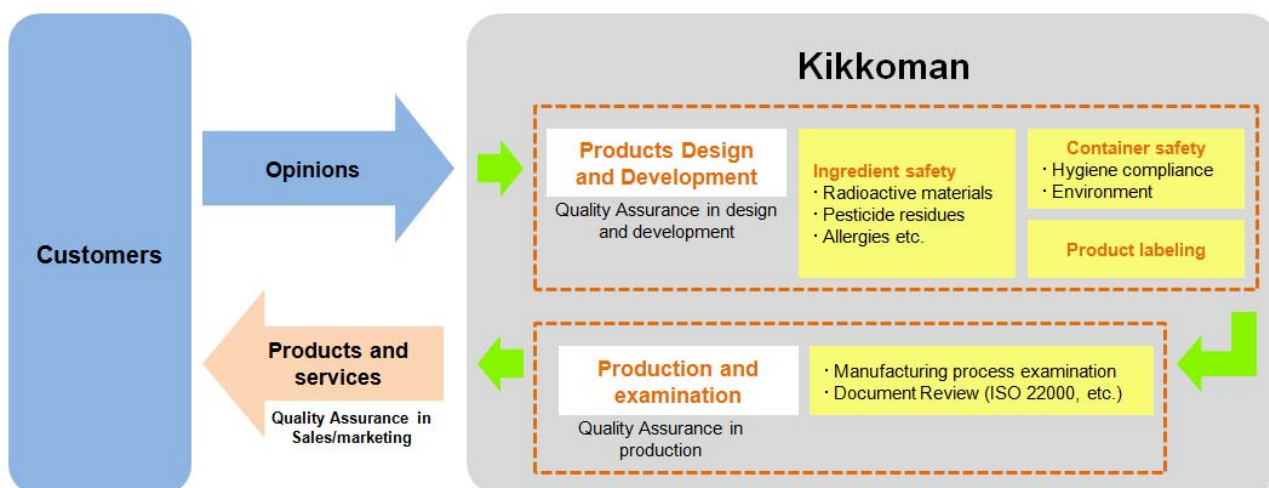 Kikkoman
Customers
Opinions
Products Design
and Development
Quality Assurance in design
and development
Ingredient safety
・Radioactive materials
・Pesticide residues
・Allergies etc.
Container safety
・Hygiene compliance
・Environment
Product labeling
Products and
services
Quality Assurance in
Sales/marketing
Production and
examination
Quality Assurance in
production
・Manufacturing process examination
・Document Review (ISO 22000, etc.)